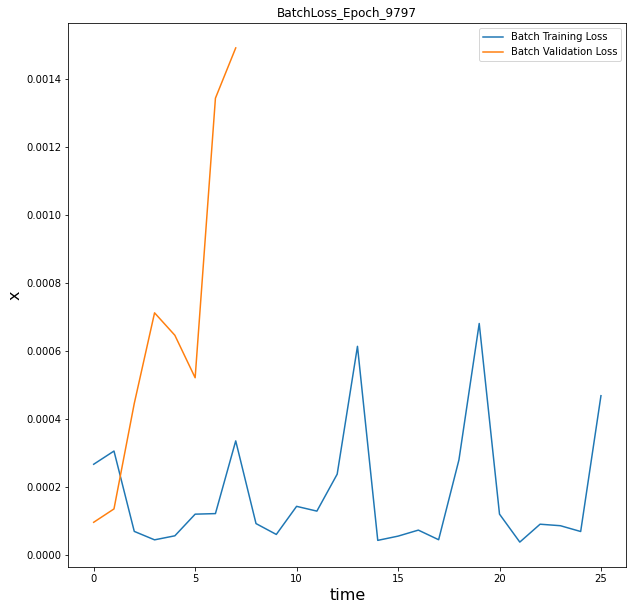 BatchLoss_Epoch_9797
Batch Training Loss
Batch Validation Loss
0.0014
0.0012
0.0010
0.0008
0.0006
0.0004
0.0002
0.0000
x
0 5 10 15 20 25
time